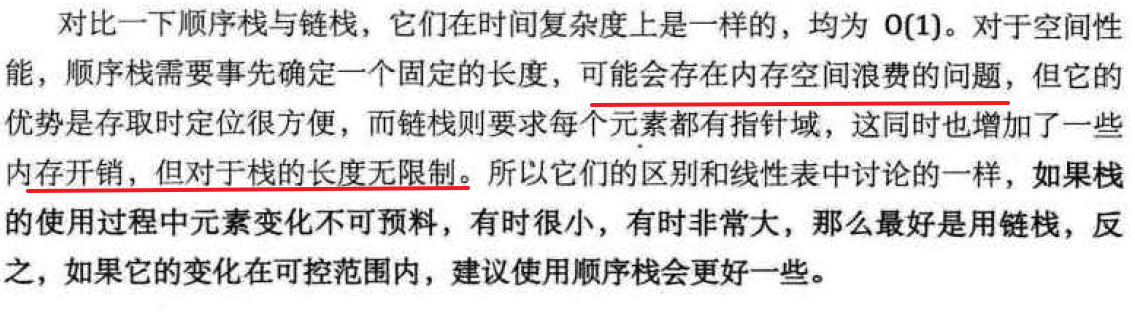 对比一下顺序栈与链栈，它们在时间复杂度上是一样的，均为 O(1)。对于空间性
能，顺序栈需要事先确定一个固定的长度，可能会存在内存空间浪费的问题，但它的
优势是存取时定位很方便，而链栈则要求每个元素都有指针域，这同时也增加了一些
内存开销，但对于栈的长度无限制。所以它们的区别和线性表中讨论的一样，如果栈
的使用过程中元素变化不可预料，有时很小，有时非常大，那么最好是用链栈，反
之，如果它的变化在可控范围内，建议使用顺序栈会更好一些。